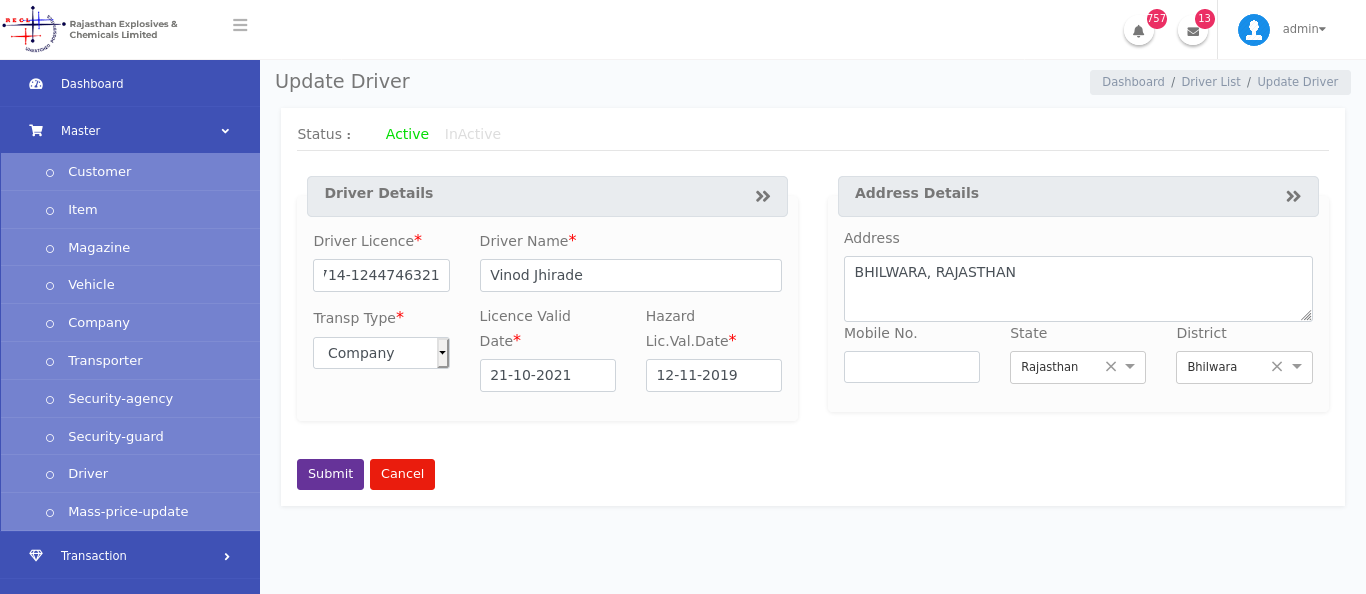 REGL
Rajasthan Explosives &
Chemicals Limited
757
13
admin
Dashboard
Master
Customer
Item
Magazine
Vehicle
Company
Transporter
Security-agency
Security-guard
Driver
Mass-price-update
Transaction
Update Driver
Dashboard / Driver List / Update Driver
Status : Active InActive
Driver Details
Driver Licence* Driver Name*
714-1244746321 Vinod Jhirade
Transp Type* Licence Valid Date* Hazard Lic.Val.Date*
Company 21-10-2021 12-11-2019
Address Details
Address
BHILWARA, RAJASTHAN
Mobile No. State District
Rajasthan Bhilwara
Submit Cancel